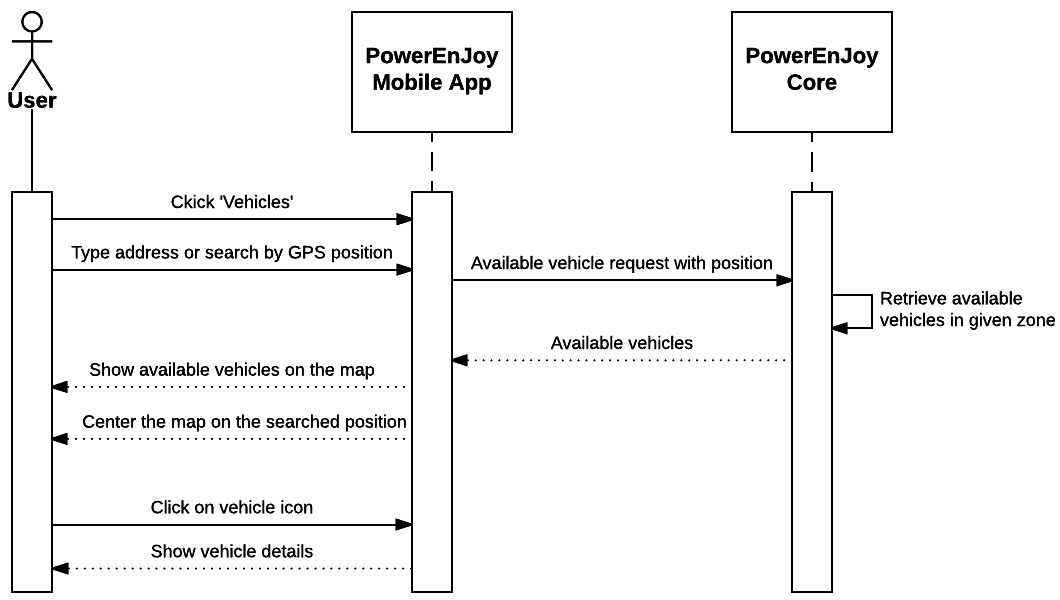 User
PowerEnJoy
Mobile App
PowerEnJoy
Core
Ckick 'Vehicles'
Type address or search by GPS position
Available vehicle request with position
Retrieve available
vehicles in given zone
Available vehicles
Show available vehicles on the map
Center the map on the searched position
Click on vehicle icon
Show vehicle details